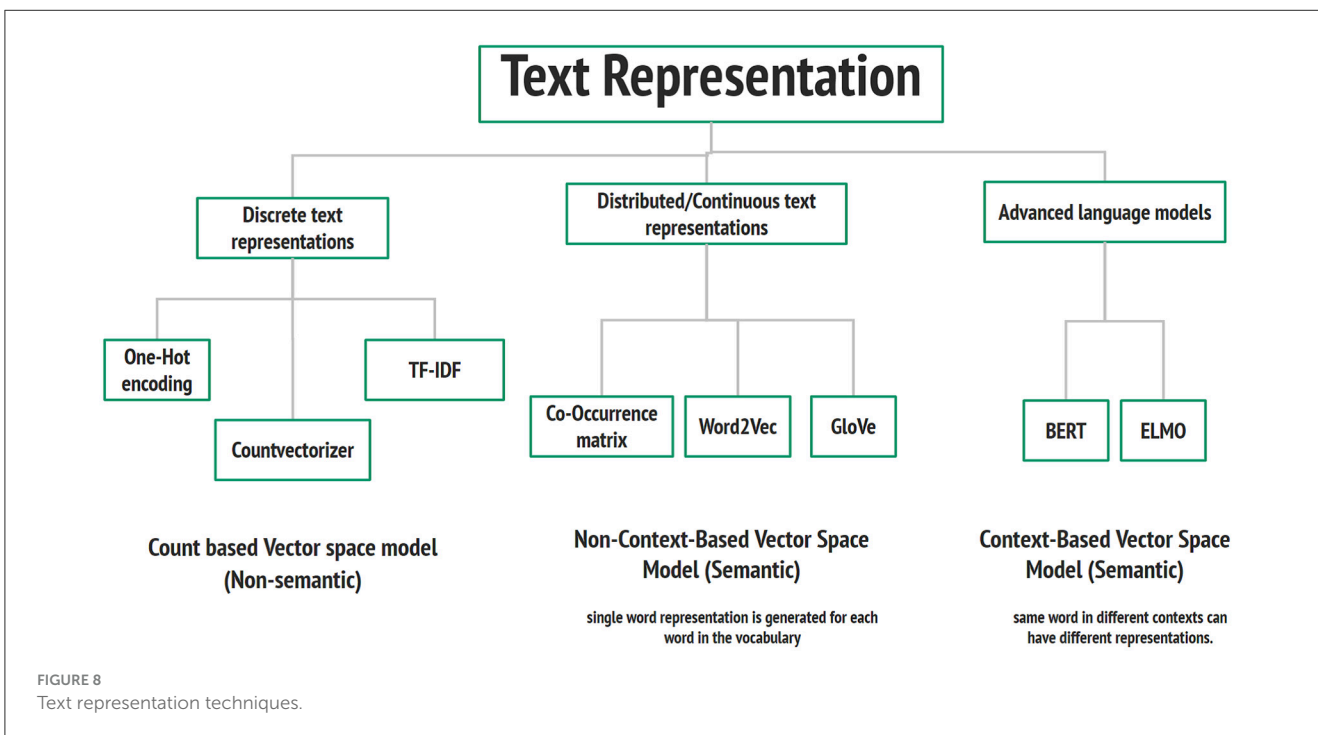 Text Representation
Discrete text
representations
Distributed/Continuous text
representations
Advanced language models
One-Hot
encoding
TF-IDF
Countvectorizer
Co-Occurrence
matrix
Word2Vec
GloVe
BERT
ELMO
Count based Vector space model
(Non-semantic)
Non-Context-Based Vector Space
Model (Semantic)
single word representation is generated for each
word in the vocabulary
Context-Based Vector Space
Model (Semantic)
same word in different contexts can
have different representations.
FIGURE 8
Text representation techniques.